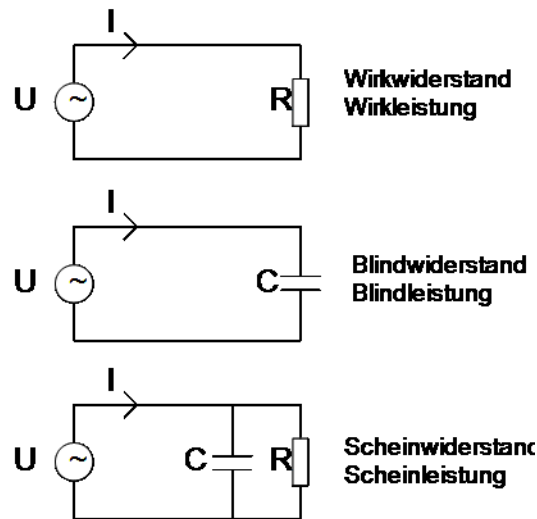 I
U ~ R Wirkwiderstand
Wirkleistung
I
U ~ C Blindwiderstand
Blindleistung
I
U ~ C R Scheinwiderstand
Scheinleistung